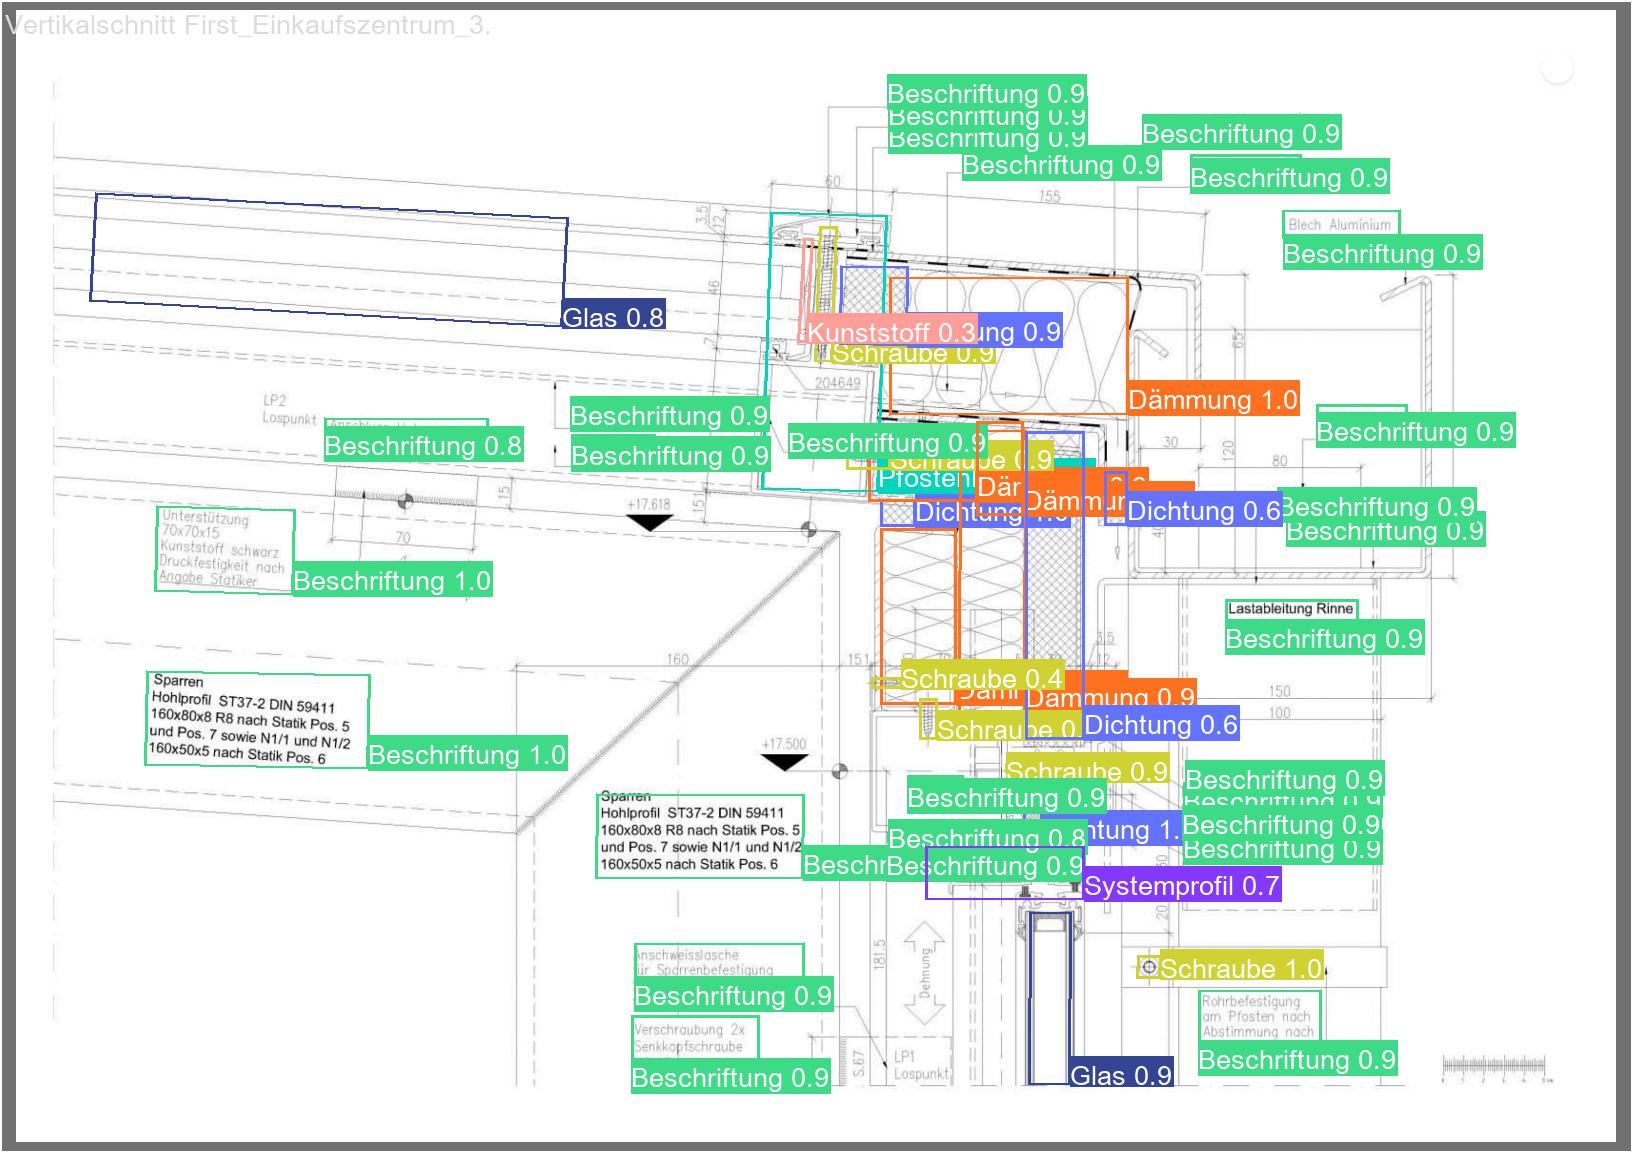 Vertikalschnitt First_Einkaufszentrum_3.
Beschriftung 0.9
Beschriftung 0.9
Beschriftung 0.9
Beschriftung 0.9
Beschriftung 0.9
Beschriftung 0.9
60
155
3.5
12
Blech Aluminium
Beschriftung 0.9
Glas 0.8
46
7
Kunststoff 0.3
ung 0.9
Schraube 0.9
65
204649
Dämmung 1.0
LP2
Lospunkt
Beschriftung 0.8
Beschriftung 0.9
Beschriftung 0.9
Beschriftung 0.9
Beschriftung 0.9
30
120
80
Schraube 0.9
Pfosten
Däm
Dämmun
Dichtung
Dichtung 0.6
Beschriftung 0.9
Beschriftung 0.9
40
15
15
+17.618
70
Unterstützung
70x70x15
Kunststoff schwarz
Druckfestigkeit nach
Angabe Statiker
Beschriftung 1.0
Lastableitung Rinne
Beschriftung 0.9
160
151
3.5
12
Schraube 0.4
Dämmung 0.9
150
100
Sparren
Hohlprofil ST37-2 DIN 59411
160x80x8 R8 nach Statik Pos. 5
und Pos. 7 sowie N1/1 und N1/2
160x50x5 nach Statik Pos. 6
Beschriftung 1.0
Schraube 0.
Dichtung 0.6
+17.500
Schraube 0.9
Beschriftung 0.9
Beschriftung 0.9
Beschriftung 0.9
Beschriftung 0.9
Beschriftung 0.9
Sparren
Hohlprofil ST37-2 DIN 59411
160x80x8 R8 nach Statik Pos. 5
und Pos. 7 sowie N1/1 und N1/2
160x50x5 nach Statik Pos. 6
htung 1.
Beschriftung 0.8
Beschr
Beschriftung 0.9
Systemprofil 0.7
20
181.5
Dehnung
Anschweisslasche
für Sparrenbefestigung
Beschriftung 0.9
Schraube 1.0
Rohrbefestigung
am Pfosten nach
Abstimmung nach
Beschriftung 0.9
Verschraubung 2x
Senkkopfschraube
Beschriftung 0.9
S.67
LP1
Lospunkt
Glas 0.9